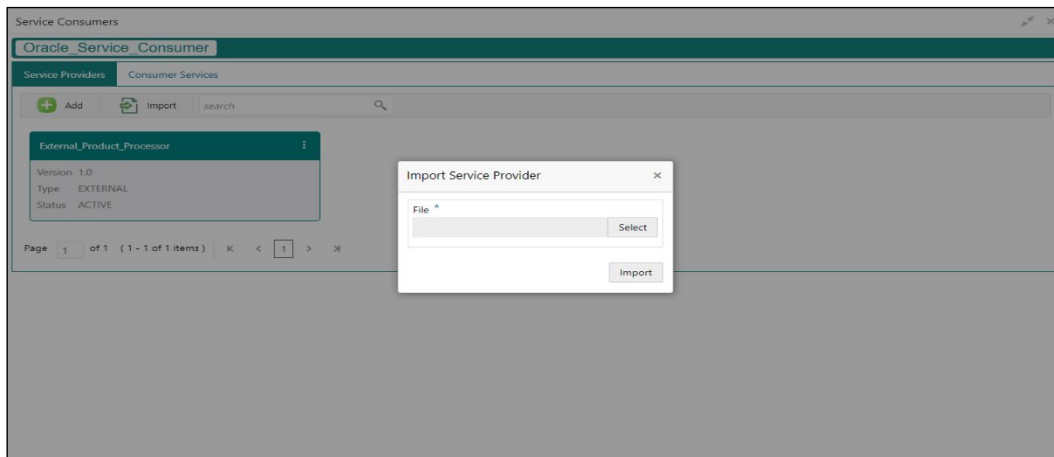 Service Consumers
Oracle_Service_Consumer
Service Providers Consumer Services
Add Import search
External_Product_Processor
Version 1.0
Type EXTERNAL
Status ACTIVE
Page 1 of 1 (1 - 1 of 1 items) K < 1 > >|
Import Service Provider ×
File *
Select
Import